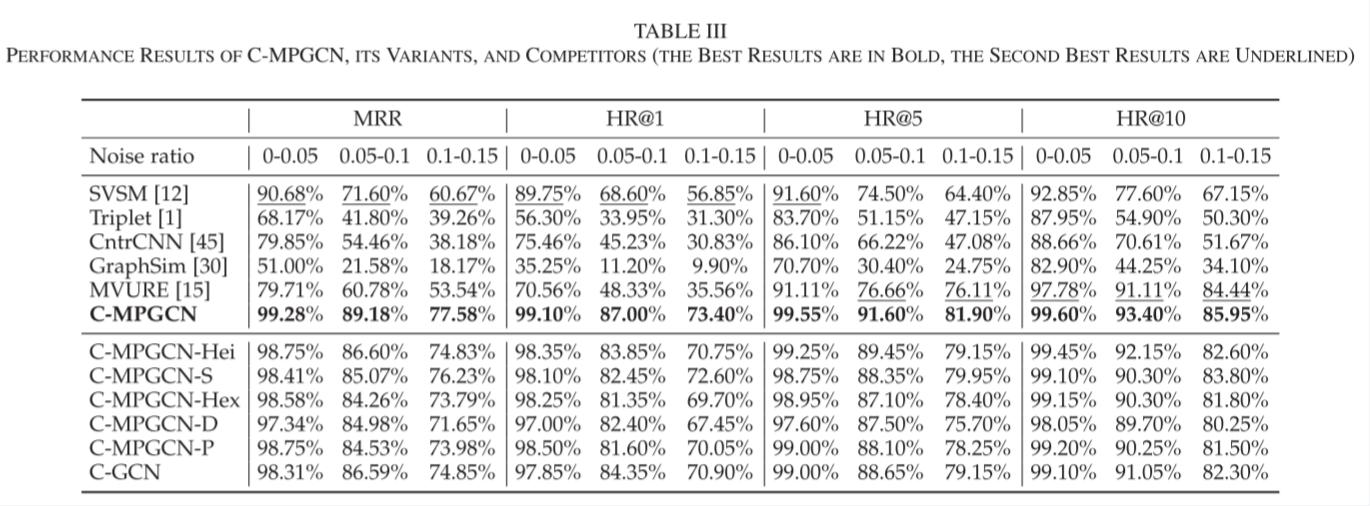 TABLE III
PERFORMANCE RESULTS OF C-MPGCN, ITS VARIANTS, AND COMPETITORS (THE BEST RESULTS ARE IN BOLD, THE SECOND BEST RESULTS ARE UNDERLINED)
MRR HR@1 HR@5 HR@10
Noise ratio 0-0.05 0.05-0.1 0.1-0.15 0-0.05 0.05-0.1 0.1-0.15 0-0.05 0.05-0.1 0.1-0.15 0-0.05 0.05-0.1 0.1-0.15
SVSM [12] 90.68% 71.60% 60.67% 89.75% 68.60% 56.85% 91.60% 74.50% 64.40% 92.85% 77.60% 67.15%
Triplet [1] 68.17% 41.80% 39.26% 56.30% 33.95% 31.30% 83.70% 51.15% 47.15% 87.95% 54.90% 50.30%
CntrCNN [45] 79.85% 54.46% 38.18% 75.46% 45.23% 30.83% 86.10% 66.22% 47.08% 88.66% 70.61% 51.67%
GraphSim [30] 51.00% 21.58% 18.17% 35.25% 11.20% 9.90% 70.70% 30.40% 24.75% 82.90% 44.25% 34.10%
MVURE [15] 79.71% 60.78% 53.54% 70.56% 48.33% 35.56% 91.11% 76.66% 76.11% 97.78% 91.11% 84.44%
C-MPGCN 99.28% 89.18% 77.58% 99.10% 87.00% 73.40% 99.55% 91.60% 81.90% 99.60% 93.40% 85.95%
C-MPGCN-Hei 98.75% 86.60% 74.83% 98.35% 83.85% 70.75% 99.25% 89.45% 79.15% 99.45% 92.15% 82.60%
C-MPGCN-S 98.41% 85.07% 76.23% 98.10% 82.45% 72.60% 98.75% 88.35% 79.95% 99.10% 90.30% 83.80%
C-MPGCN-Hex 98.58% 84.26% 73.79% 98.25% 81.35% 69.70% 98.95% 87.10% 78.40% 99.15% 90.30% 81.80%
C-MPGCN-D 97.34% 84.98% 71.65% 97.00% 82.40% 67.45% 97.60% 87.50% 75.70% 98.05% 89.70% 80.25%
C-MPGCN-P 98.75% 84.53% 73.98% 98.50% 81.60% 70.05% 99.00% 88.10% 78.25% 99.20% 90.25% 81.50%
C-GCN 98.31% 86.59% 74.85% 97.85% 84.35% 70.90% 99.00% 88.65% 79.15% 99.10% 91.05% 82.30%